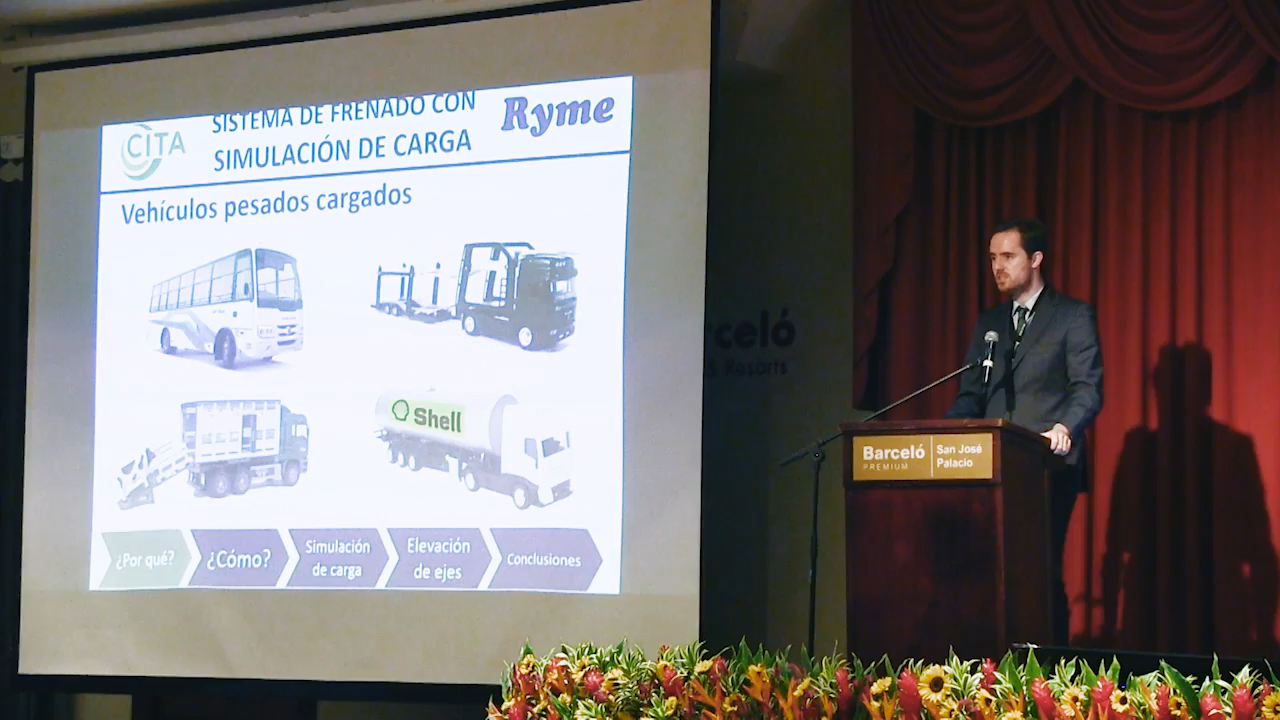 CITA
SISTEMA DE FRENADO CON
SIMULACIÓN DE CARGA
Ryme
Vehículos pesados cargados
Shell
¿Por qué?
¿Cómo?
Simulación
de carga
Elevación
de ejes
Conclusiones
Barceló
PREMIUM
San José
Palacio
rceló
Resorts